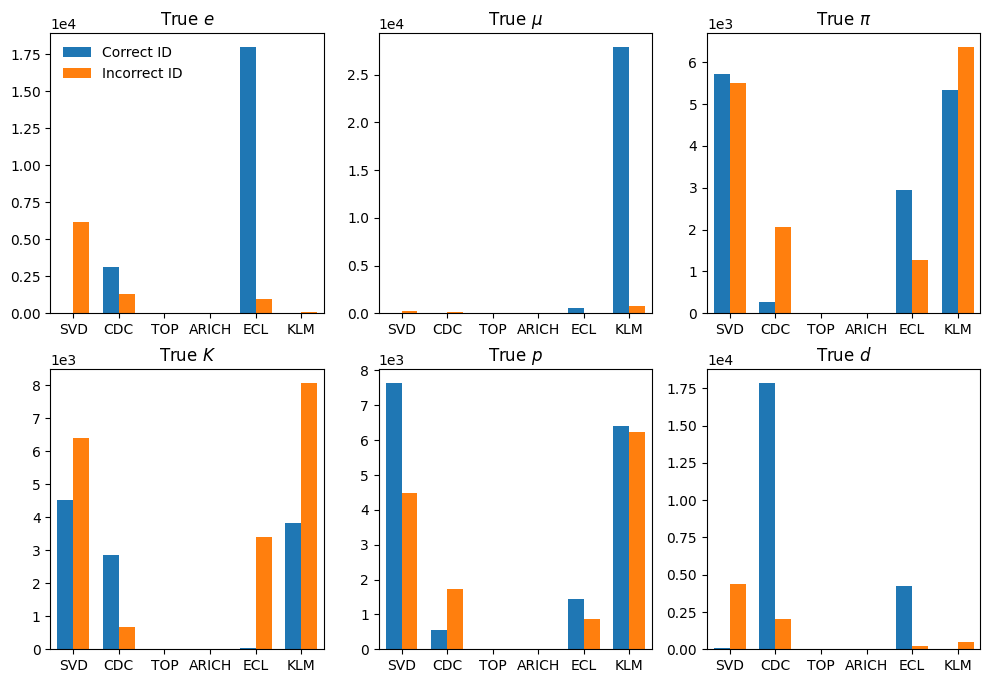 True e
1e4
Correct ID
Incorrect ID
1.75
1.50
1.25
1.00
0.75
0.50
0.25
0.00
SVD CDC TOP ARICH ECL KLM
True μ
1e4
2.5
2.0
1.5
1.0
0.5
0.0
SVD CDC TOP ARICH ECL KLM
True π
1e3
6
5
4
3
2
1
0
SVD CDC TOP ARICH ECL KLM
True K
1e3
8
7
6
5
4
3
2
1
0
SVD CDC TOP ARICH ECL KLM
True p
1e3
8
7
6
5
4
3
2
1
0
SVD CDC TOP ARICH ECL KLM
True d
1e4
1.75
1.50
1.25
1.00
0.75
0.50
0.25
0.00
SVD CDC TOP ARICH ECL KLM